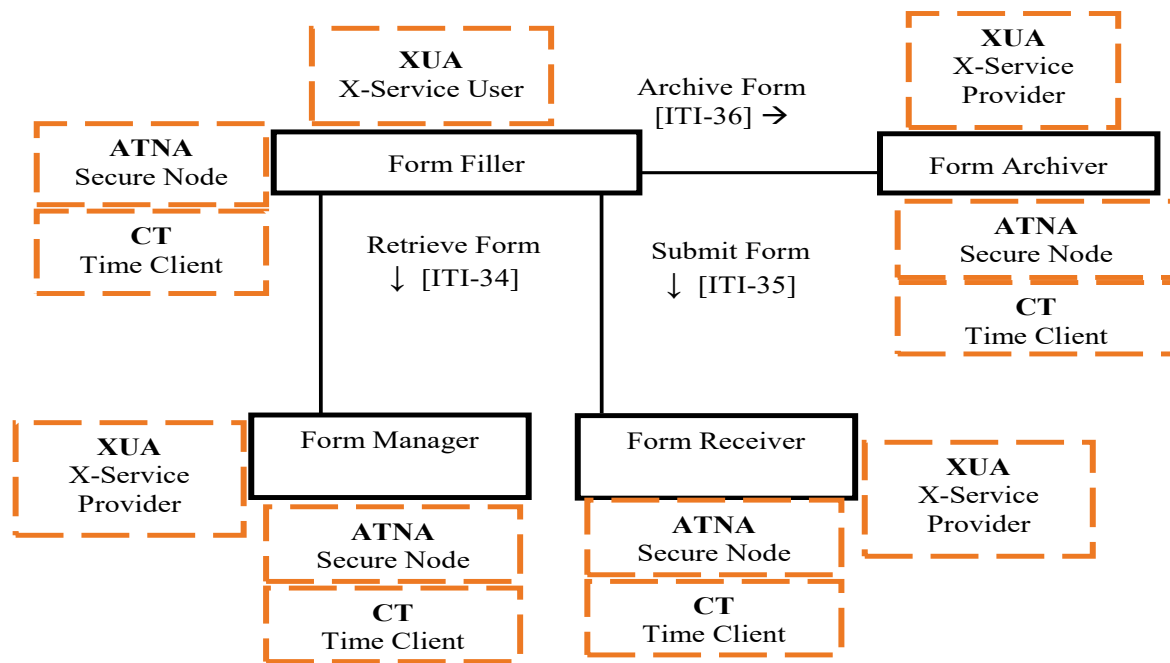 XUA
X-Service User
Archive Form
[ITI-36] →
XUA
X-Service
Provider
ATNA
Secure Node
Form Filler
Form Archiver
CT
Time Client
Retrieve Form
↓ [ITI-34]
Submit Form
↓ [ITI-35]
ATNA
Secure Node
CT
Time Client
XUA
X-Service
Provider
Form Manager
Form Receiver
XUA
X-Service
Provider
ATNA
Secure Node
CT
Time Client
ATNA
Secure Node
CT
Time Client